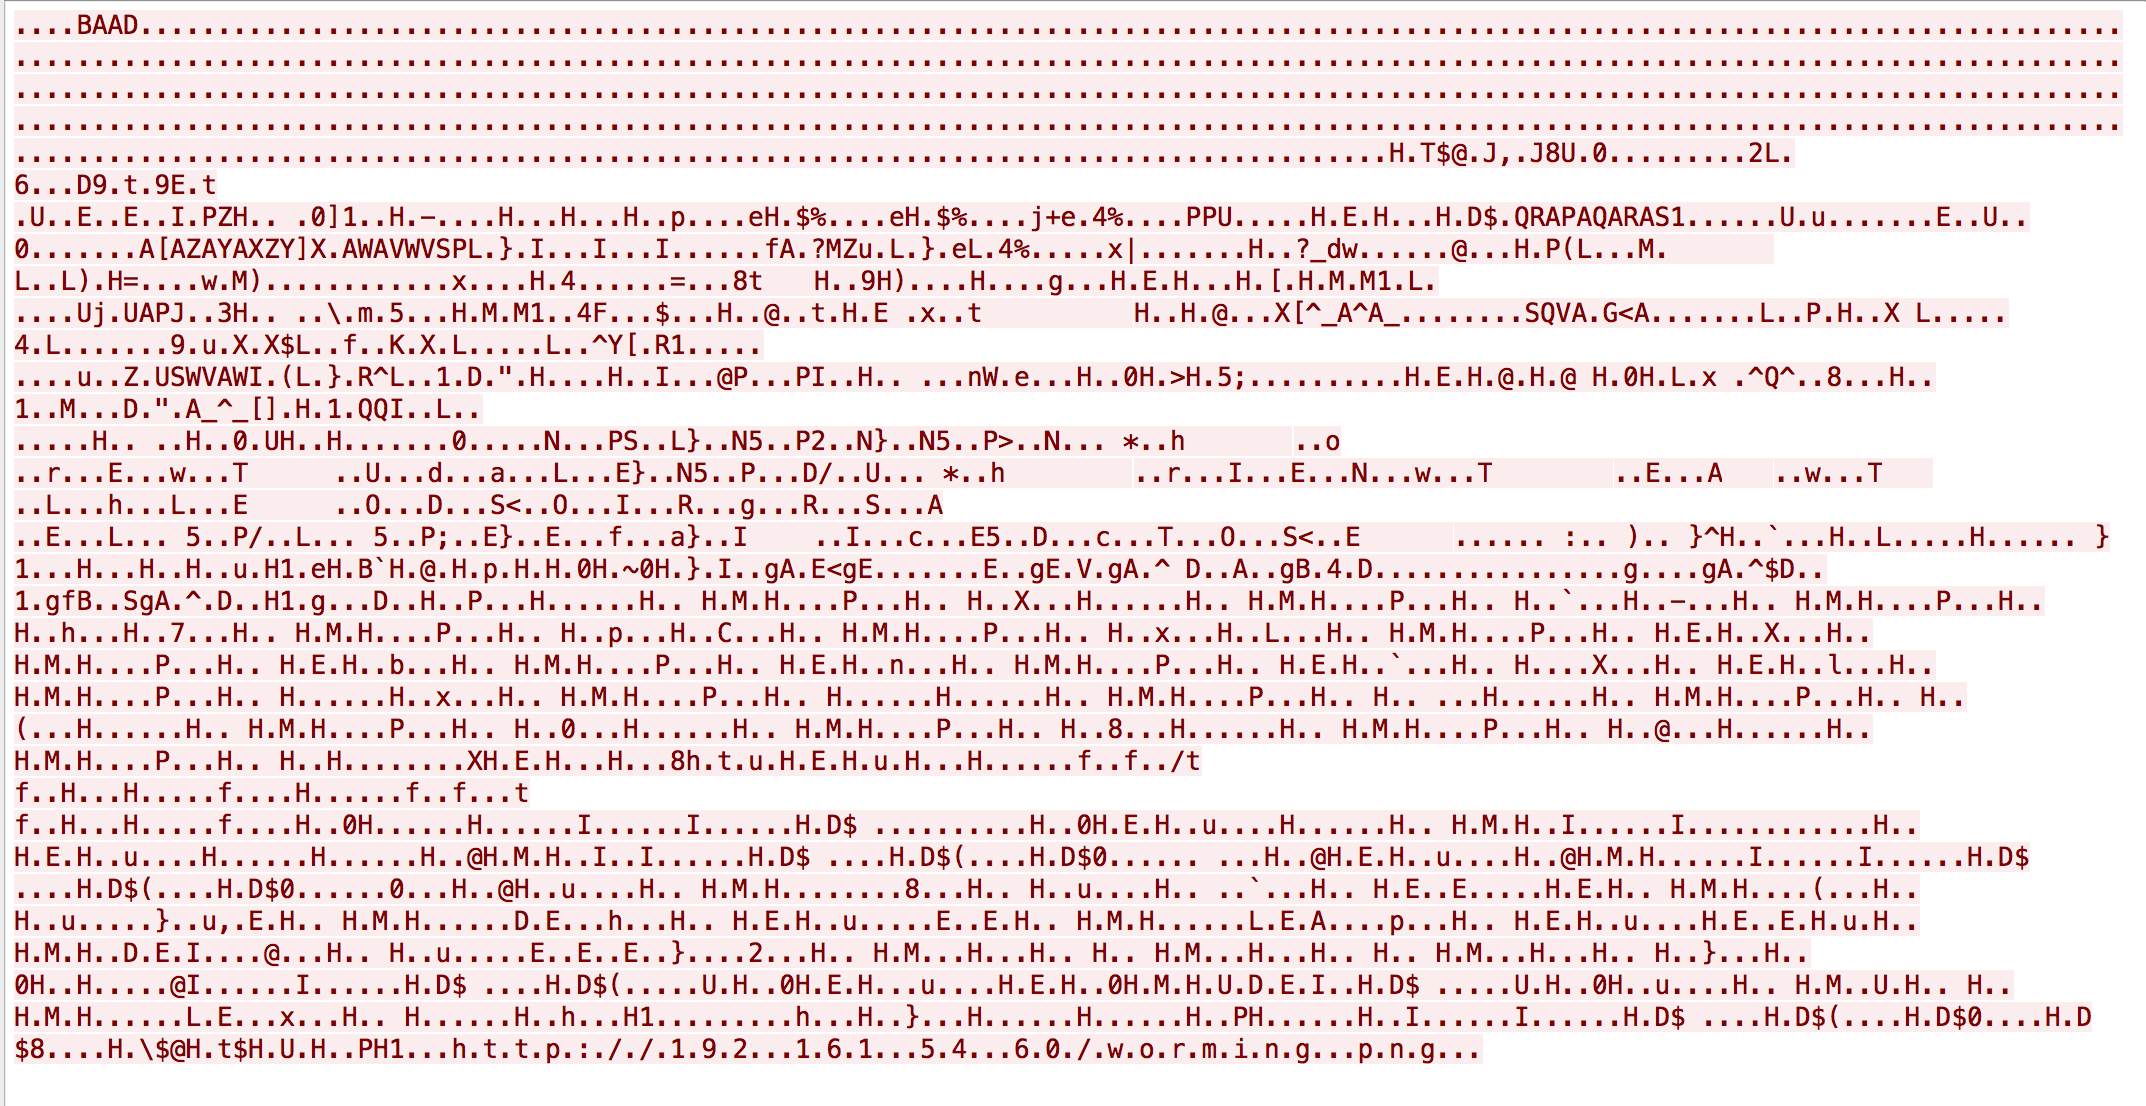 ....BAAD...............................................................................................................................
.......................................................................................................................................
.......................................................................................................................................
.......................................................................................................................................
........................................................................................H.T$@.J,.J8U.0.........2L.
6...D9.t.9E.t
.U..E..E..I.PZH.. .0]1..H.-....H...H...H..p....eH.$%....eH.$%....j+e.4%....PPU.....H.E.H...H.D$.QRAPAQARAS1......U.u.......E..U..
0.......A[AZAYAXZY]X.AWAVWVSPL.}.I...I...I......fA.?MZu.L.}.eL.4%.....x|.......H..?_dw......@...H.P(L...M.
L..L).H=....w.M)............x....H.4......=...8t   H..9H)....H....g...H.E.H...H.[.H.M.M1.L.
....Uj.UAPJ..3H.. ..\.m.5...H.M.M1..4F...$...H..@..t.H.E .x..t          H..H.@...X[^_A^A_........SQVA.G<A.......L..P.H..X L.....
4.L.......9.u.X.X$L..f..K.X.L.....L..^Y[.R1.....
....u..Z.USWVAWI.(L.}.R^L..1.D.".H....H..I...@P...PI..H.. ...nW.e...H..0H.>H.5;..........H.E.H.@.H.@ H.0H.L.x .^Q^..8...H..
1..M...D.".A_^_[].H.1.QQI..L..
.....H.. ..H..0.UH..H.......0.....N...PS..L}..N5..P2..N}..N5..P>..N... *..h       ..o
..r...E...w...T      ..U...d...a...L...E}..N5..P...D/..U... *..h        ..r...I...E...N...w...T        ..E...A   ..w...T
..L...h...L...E      ..O...D...S<..O...I...R...g...R...S...A
..E...L... 5..P/..L... 5..P;..E}..E...f...a}..I    ..I...c...E5..D...c...T...O...S<..E      ...... :.. ).. }^H..`...H..L.....H...... }
1...H...H..H..u.H1.eH.B`H.@.H.p.H.H.0H.~0H.}.I..gA.E<gE.......E..gE.V.gA.^ D..A..gB.4.D................g....gA.^$D..
1.gfB..SgA.^.D..H1.g...D..H..P...H......H.. H.M.H....P...H.. H..X...H......H.. H.M.H....P...H.. H..`...H..-...H.. H.M.H....P...H..
H..h...H..7...H.. H.M.H....P...H.. H..p...H..C...H.. H.M.H....P...H.. H..x...H..L...H.. H.M.H....P...H.. H.E.H..X...H..
H.M.H....P...H.. H.E.H..b...H.. H.M.H....P...H.. H.E.H..n...H.. H.M.H....P...H.. H.E.H..`...H.. H....X...H.. H.E.H..l...H..
H.M.H....P...H.. H......H..x...H.. H.M.H....P...H.. H......H......H.. H.M.H....P...H.. H.. ...H......H.. H.M.H....P...H.. H..
(...H......H.. H.M.H....P...H.. H..0...H......H.. H.M.H....P...H.. H..8...H......H.. H.M.H....P...H.. H..@...H......H..
H.M.H....P...H.. H..H........XH.E.H...H...8h.t.u.H.E.H.u.H...H......f..f../t
f..H...H.....f....H......f..f...t
f..H...H.....f....H..0H......H......I......I......H.D$ ..........H..0H.E.H..u....H......H.. H.M.H..I......I............H..
H.E.H..u....H......H......H..@H.M.H..I..I......H.D$ ....H.D$(....H.D$0...... ...H..@H.E.H..u....H..@H.M.H......I......I......H.D$
....H.D$(....H.D$0......0...H..@H..u....H.. H.M.H........8...H.. H..u....H.. ..`...H.. H.E..E.....H.E.H.. H.M.H....(...H..
H..u.....}..u,.E.H.. H.M.H......D.E...h...H.. H.E.H..u.....E..E.H.. H.M.H......L.E.A....p...H.. H.E.H..u....H.E..E.H.u.H..
H.M.H..D.E.I....@...H.. H..u.....E..E..E..}....2...H.. H.M...H...H.. H.. H.M...H...H.. H.. H.M...H...H.. H..}...H..
0H..H.....@I......I......H.D$ ....H.D$(.....U.H..0H.E.H...u....H.E.H..0H.M.H.U.D.E.I..H.D$ .....U.H..0H..u....H.. H.M..U.H.. H..
H.M.H......L.E...x...H.. H......H..h...H1.........h...H..}...H......H......H..PH......H..I......I......H.D$ ....H.D$(....H.D$0....H.D
$8....H.\$@H.t$H.U.H..PH1...h.t.t.p.:././.1.9.2...1.6.1...5.4...6.0./.w.o.r.m.i.n.g...p.n.g...